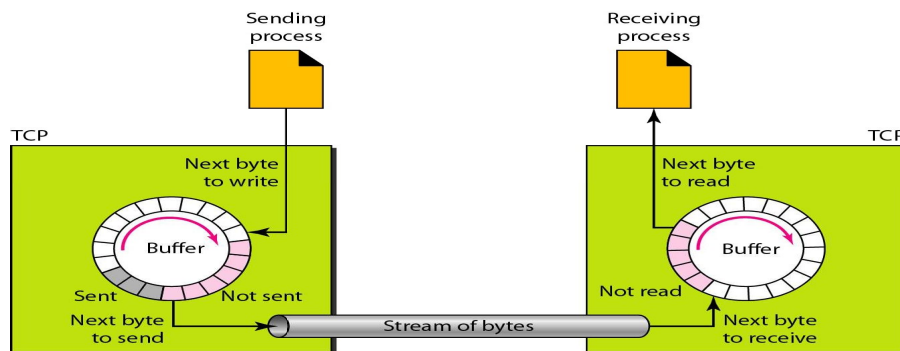 Sending
process
Receiving
process
TCP
TCP
Next byte
to write
Next byte
to read
Buffer
Buffer
Sent
Not sent
Not read
Next byte
to send
Stream of bytes
Next byte
to receive